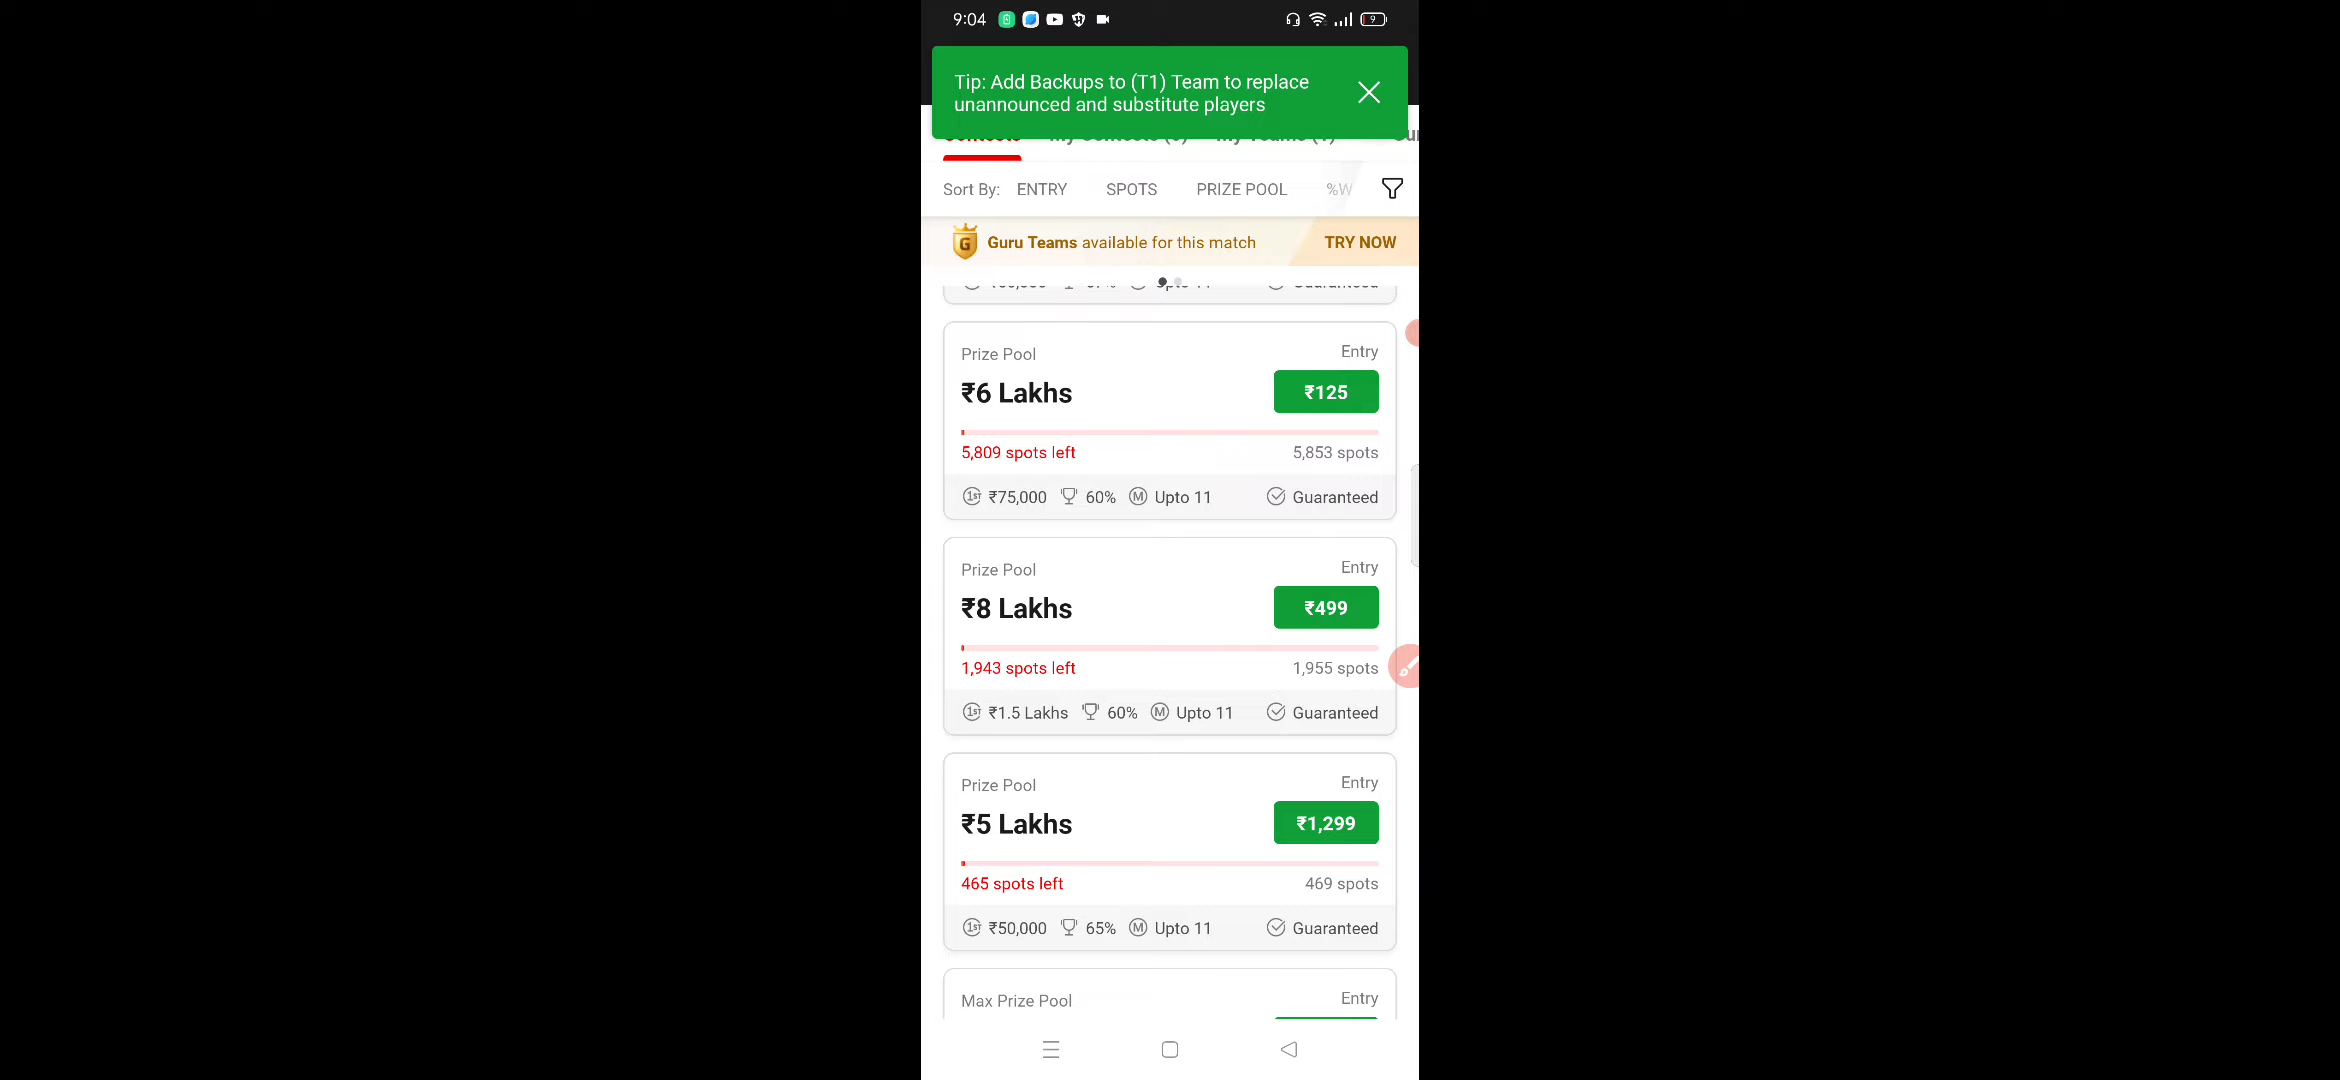 9:04
9
Tip: Add Backups to (T1) Team to replace
unannounced and substitute players
Sort By: ENTRY SPOTS PRIZE POOL %W
G Guru Teams available for this match TRY NOW
Prize Pool Entry
₹6 Lakhs ₹125
5,809 spots left 5,853 spots
1ST ₹75,000 60% M Upto 11 Guaranteed
Prize Pool Entry
₹8 Lakhs ₹499
1,943 spots left 1,955 spots
1ST ₹1.5 Lakhs 60% M Upto 11 Guaranteed
Prize Pool Entry
₹5 Lakhs ₹1,299
465 spots left 469 spots
1ST ₹50,000 65% M Upto 11 Guaranteed
Max Prize Pool Entry